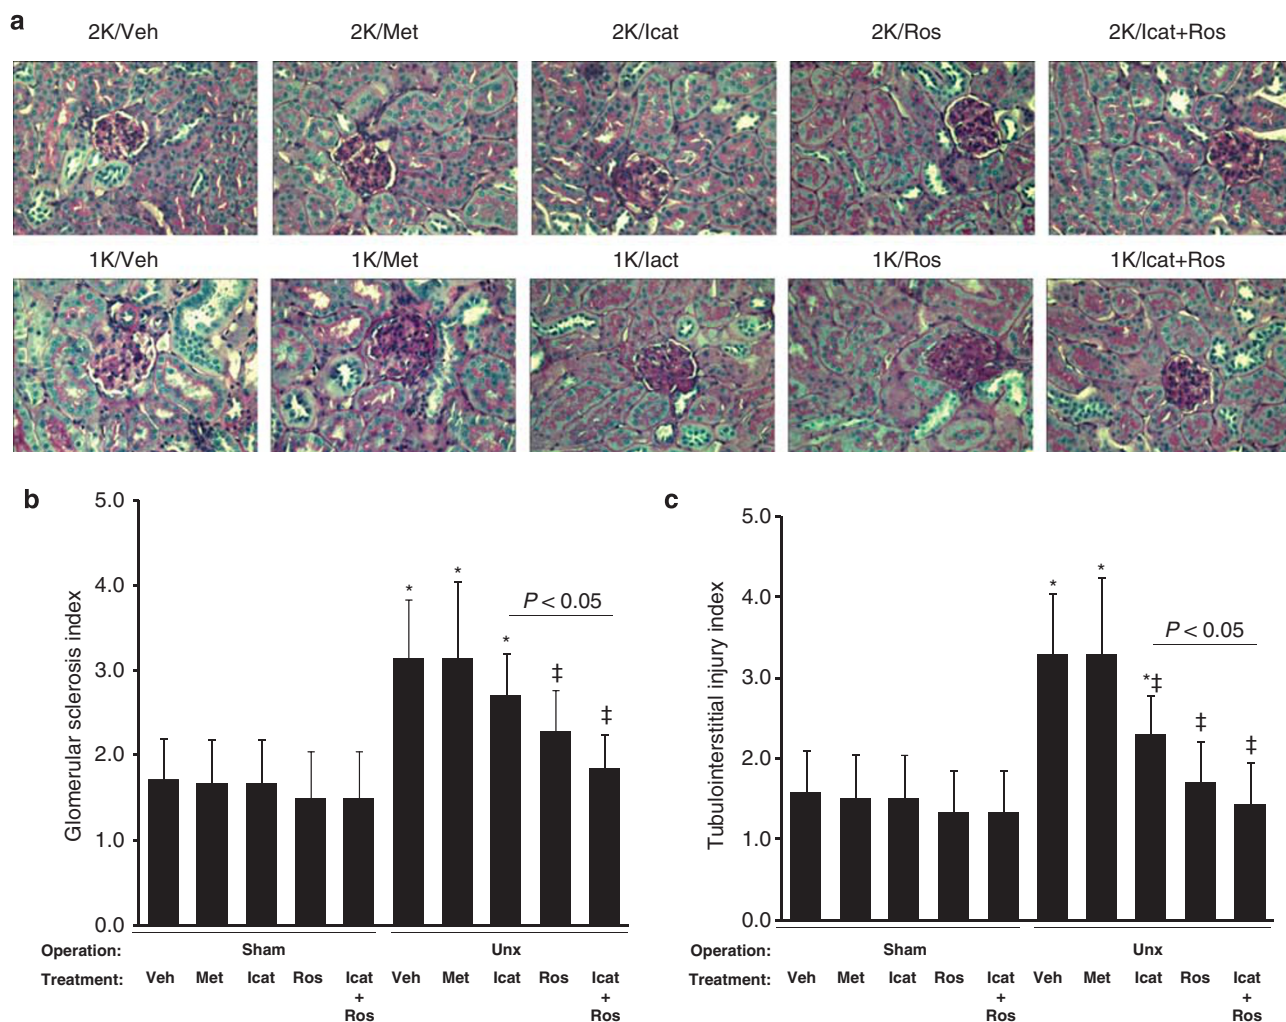 a
2K/Veh 2K/Met 2K/Icat 2K/Ros 2K/Icat+Ros
1K/Veh 1K/Met 1K/Iact 1K/Ros 1K/Icat+Ros
b
5.0
4.0
3.0
2.0
1.0
0.0
Glomerular sclerosis index
* * * ‡ ‡
P < 0.05
Operation: Sham Unx
Treatment: Veh Met Icat Ros Icat + Ros Veh Met Icat Ros Icat + Ros
c
5.0
4.0
3.0
2.0
1.0
0.0
Tubulointerstitial injury index
* * *‡ ‡ ‡
P < 0.05
Operation: Sham Unx
Treatment: Veh Met Icat Ros Icat + Ros Veh Met Icat Ros Icat + Ros